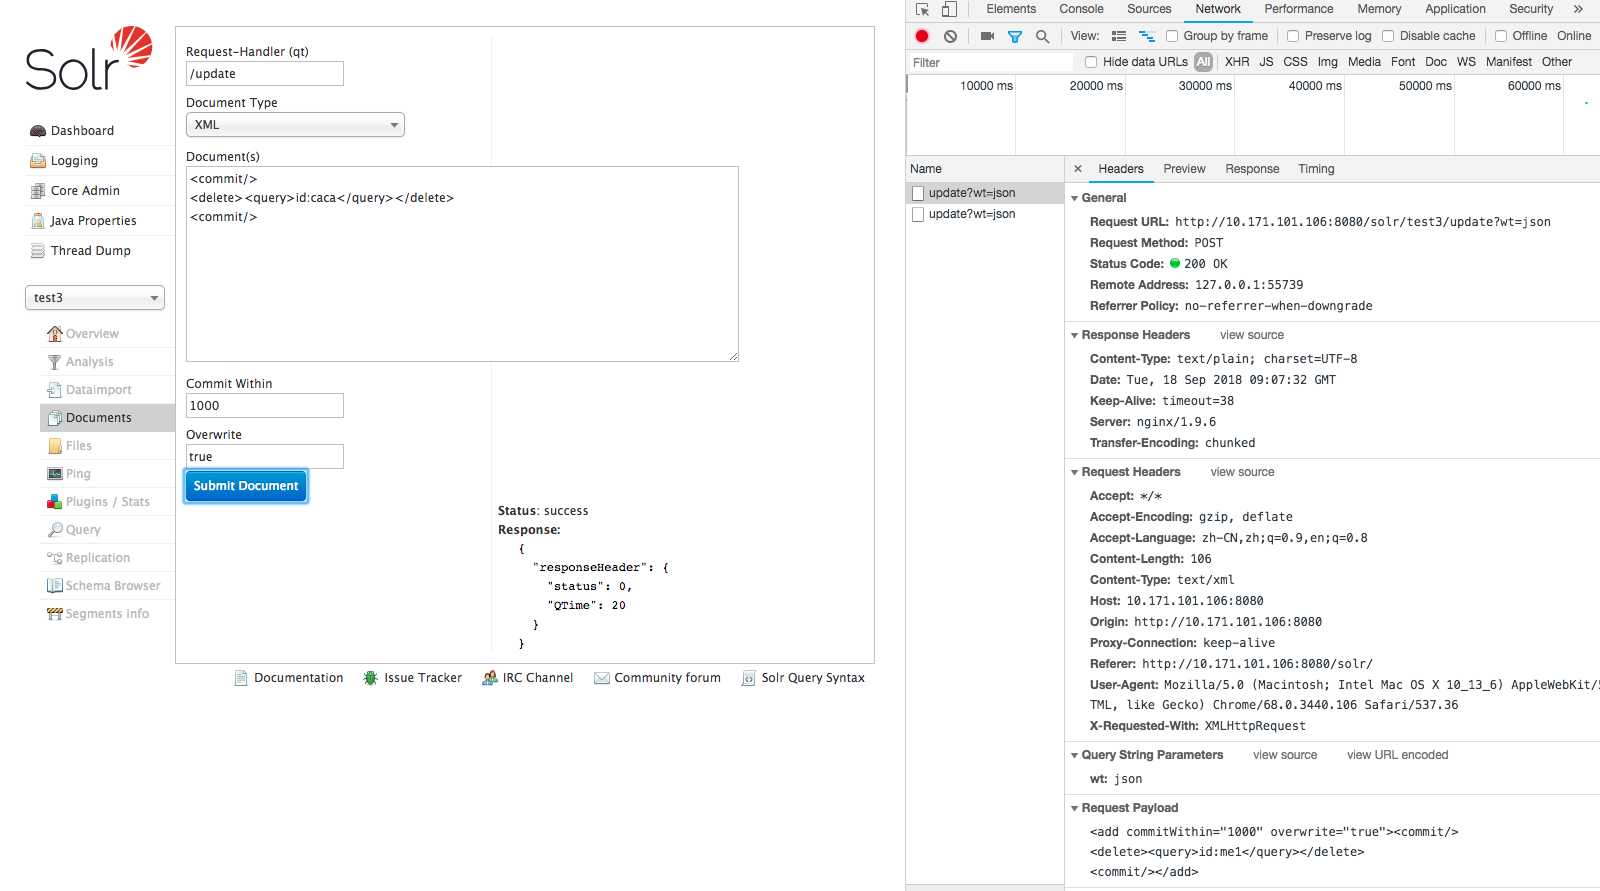 Solr
Dashboard
Logging
Core Admin
Java Properties
Thread Dump
test3
Overview
Analysis
Dataimport
Documents
Files
Ping
Plugins / Stats
Query
Replication
Schema Browser
Segments info
Request-Handler (qt)
/update
Document Type
XML
Document(s)
<commit/>
<delete><query>id:caca</query></delete>
<commit/>
Commit Within
1000
Overwrite
true
Submit Document
Status: success
Response:
{
"responseHeader": {
"status": 0,
"QTime": 20
}
}
Documentation Issue Tracker IRC Channel Community forum Solr Query Syntax
Elements Console Sources Network Performance Memory Application Security »
View: Group by frame Preserve log Disable cache Offline Online
Filter Hide data URLs All XHR JS CSS Img Media Font Doc WS Manifest Other
10000 ms 20000 ms 30000 ms 40000 ms 50000 ms 60000 ms
Name
update?wt=json
update?wt=json
× Headers Preview Response Timing
General
Request URL: http://10.171.101.106:8080/solr/test3/update?wt=json
Request Method: POST
Status Code: 200 OK
Remote Address: 127.0.0.1:55739
Referrer Policy: no-referrer-when-downgrade
Response Headers view source
Content-Type: text/plain; charset=UTF-8
Date: Tue, 18 Sep 2018 09:07:32 GMT
Keep-Alive: timeout=38
Server: nginx/1.9.6
Transfer-Encoding: chunked
Request Headers view source
Accept: */*
Accept-Encoding: gzip, deflate
Accept-Language: zh-CN,zh;q=0.9,en;q=0.8
Content-Length: 106
Content-Type: text/xml
Host: 10.171.101.106:8080
Origin: http://10.171.101.106:8080
Proxy-Connection: keep-alive
Referer: http://10.171.101.106:8080/solr/
User-Agent: Mozilla/5.0 (Macintosh; Intel Mac OS X 10_13_6) AppleWebKit/5
TML, like Gecko) Chrome/68.0.3440.106 Safari/537.36
X-Requested-With: XMLHttpRequest
Query String Parameters view source view URL encoded
wt: json
Request Payload
<add commitWithin="1000" overwrite="true"><commit/>
<delete><query>id:me1</query></delete>
<commit/></add>